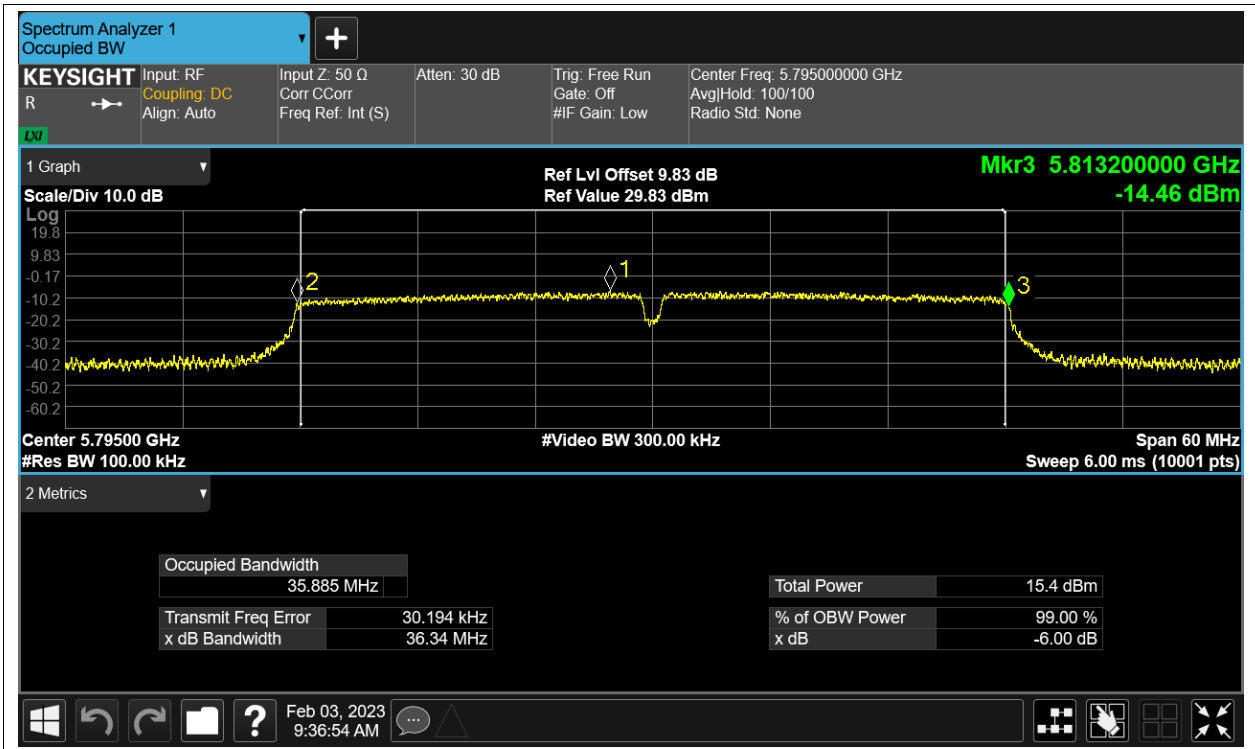 Spectrum Analyzer 1
Occupied BW
KEYSIGHT
R
LXI
Input: RF
Coupling: DC
Align: Auto
Input Z: 50 Ω
Corr CCorr
Freq Ref: Int (S)
Atten: 30 dB
Trig: Free Run
Gate: Off
#IF Gain: Low
Center Freq: 5.795000000 GHz
Avg|Hold: 100/100
Radio Std: None
1 Graph
Scale/Div 10.0 dB
Ref Lvl Offset 9.83 dB
Ref Value 29.83 dBm
Mkr3 5.813200000 GHz
-14.46 dBm
Log
19.8
9.83
-0.17
-10.2
-20.2
-30.2
-40.2
-50.2
-60.2
2
1
3
Center 5.79500 GHz
#Res BW 100.00 kHz
#Video BW 300.00 kHz
Span 60 MHz
Sweep 6.00 ms (10001 pts)
2 Metrics
Occupied Bandwidth
35.885 MHz
Transmit Freq Error 30.194 kHz
x dB Bandwidth 36.34 MHz
Total Power 15.4 dBm
% of OBW Power 99.00 %
x dB -6.00 dB
Feb 03, 2023
9:36:54 AM